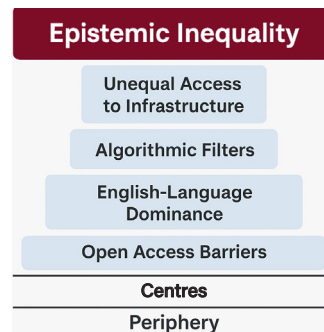 Epistemic Inequality
Unequal Access
to Infrastructure
Algorithmic Filters
English-Language
Dominance
Open Access Barriers
Centres
Periphery